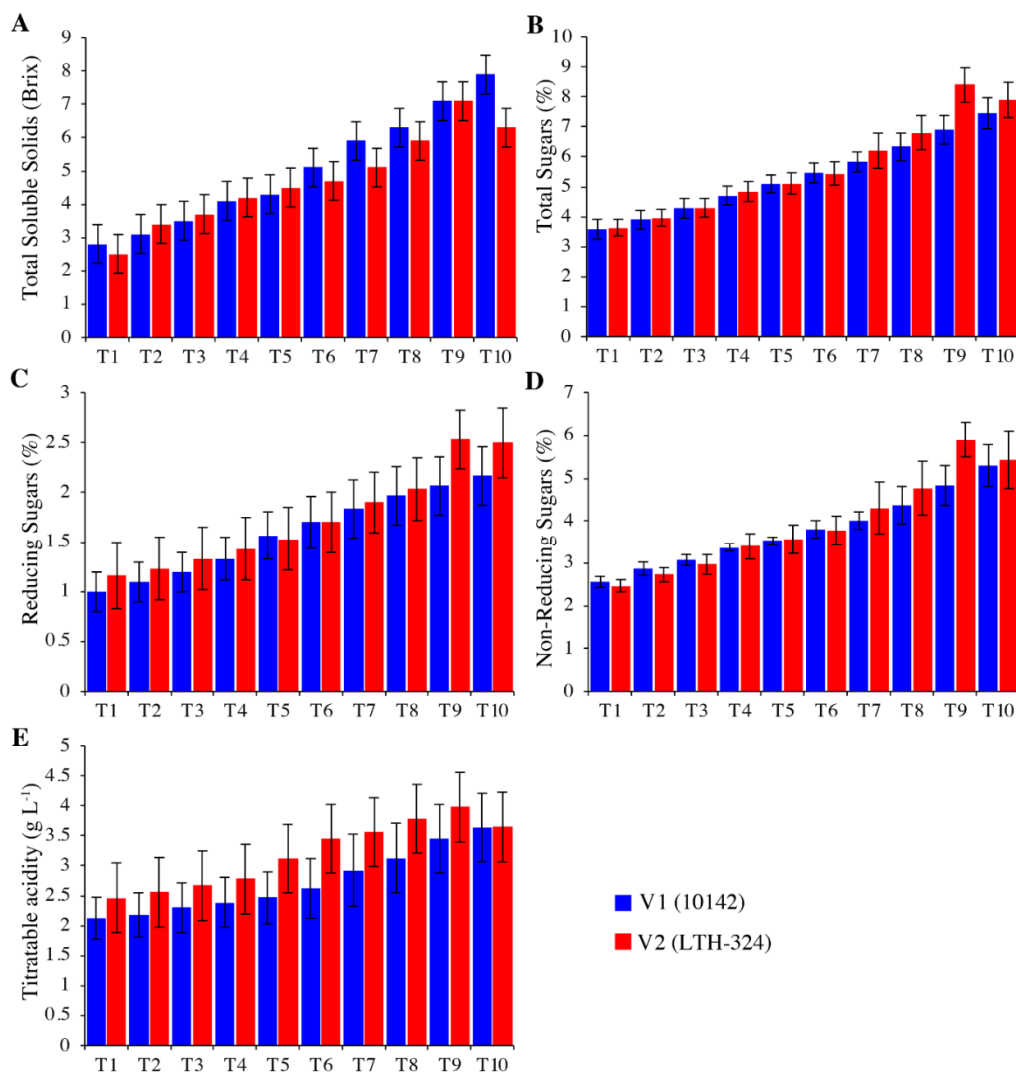 A
Total Soluble Solids (Brix)
9
8
7
6
5
4
3
2
1
0
T1 T2 T3 T4 T5 T6 T7 T8 T9 T10
B
Total Sugars (%)
10
9
8
7
6
5
4
3
2
1
0
T1 T2 T3 T4 T5 T6 T7 T8 T9 T10
C
Reducing Sugars (%)
3
2.5
2
1.5
1
0.5
0
T1 T2 T3 T4 T5 T6 T7 T8 T9 T10
D
Non-Reducing Sugars (%)
7
6
5
4
3
2
1
0
T1 T2 T3 T4 T5 T6 T7 T8 T9 T10
E
Titratable acidity (g L⁻¹)
5
4.5
4
3.5
3
2.5
2
1.5
1
0.5
0
T1 T2 T3 T4 T5 T6 T7 T8 T9 T10
V1 (10142)
V2 (LTH-324)